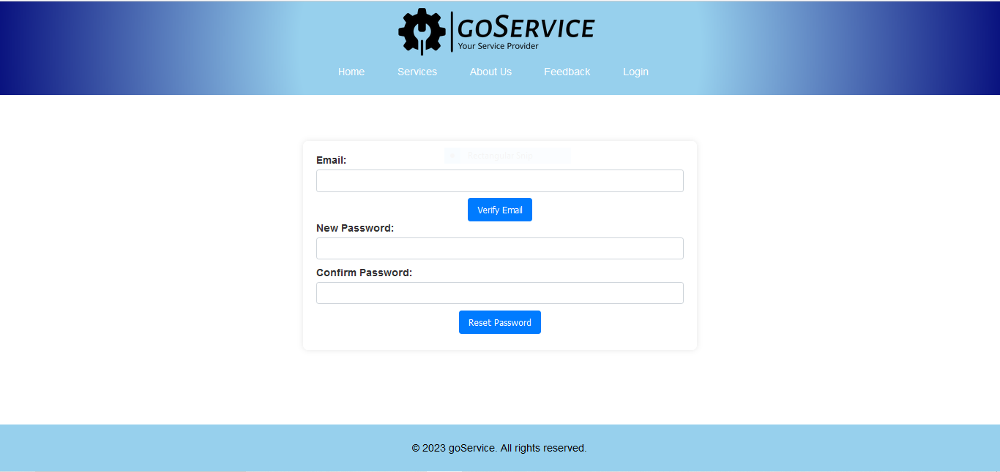 goService
Your Service Provider
Home Services About Us Feedback Login
Rectangular Snip
Email:
Verify Email
New Password:
Confirm Password:
Reset Password
© 2023 goService. All rights reserved.